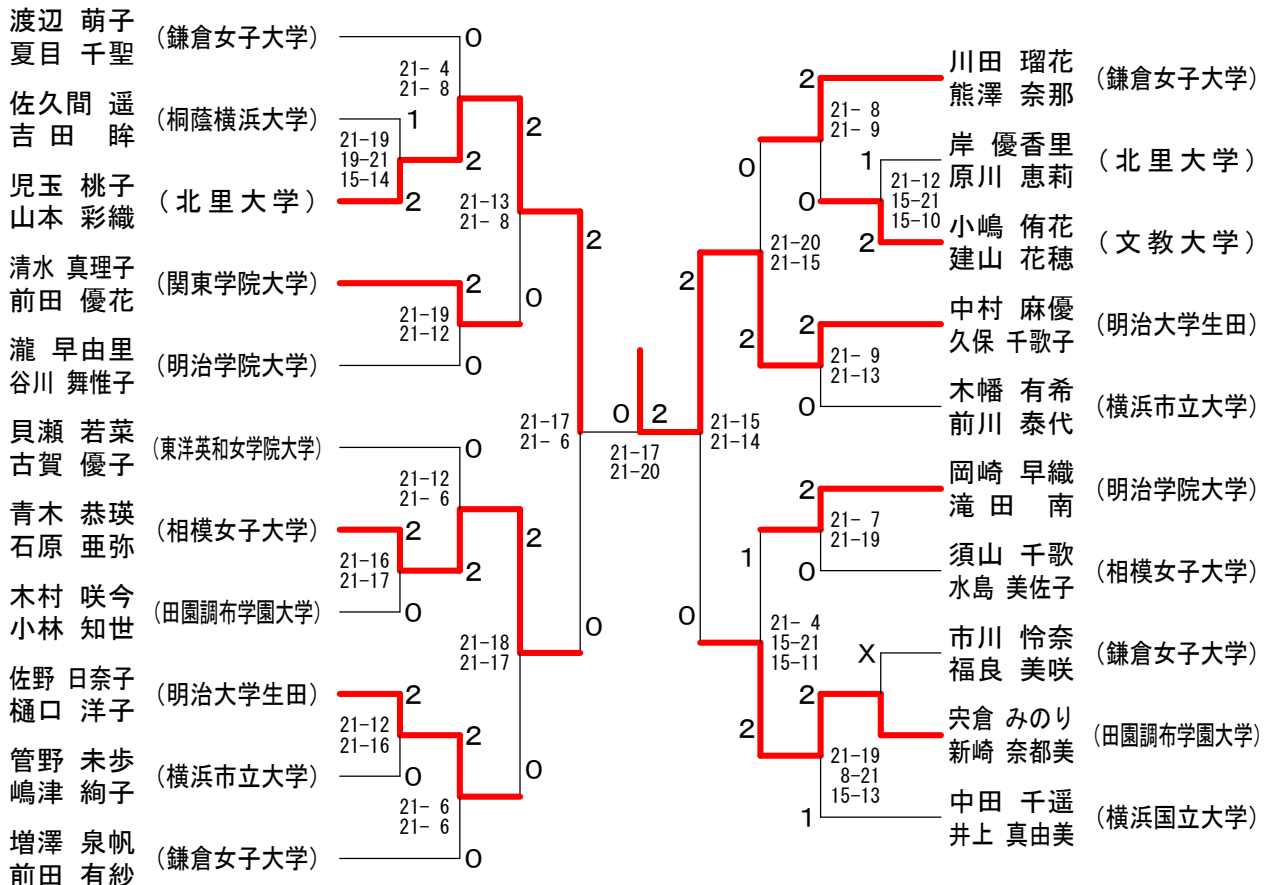 渡辺 萌子
夏目 千聖
(鎌倉女子大学)
0
21- 4
21- 8
佐久間 遥
吉田 眸
(桐蔭横浜大学)
1
21-19
19-21
15-14
2
2
児玉 桃子
山本 彩織
(北里大学)
2
21-13
21- 8
2
清水 真理子
前田 優花
(関東学院大学)
2
21-19
21-12
0
瀧 早由里
谷川 舞惟子
(明治学院大学)
0
21-17
21- 6
貝瀬 若菜
古賀 優子
(東洋英和女学院大学)
0
21-12
21- 6
青木 恭瑛
石原 亜弥
(相模女子大学)
2
21-16
21-17
2
2
木村 咲今
小林 知世
(田園調布学園大学)
0
21-18
21-17
0
佐野 日奈子
樋口 洋子
(明治大学生田)
2
21-12
21-16
2
管野 未歩
嶋津 絢子
(横浜市立大学)
0
0
21- 6
21- 6
増澤 泉帆
前田 有紗
(鎌倉女子大学)
0
0 2
21-17
21-20
川田 瑠花
熊澤 奈那
(鎌倉女子大学)
2
21- 8
21- 9
0
岸 優香里
原川 恵莉
(北里大学)
1
21-12
15-21
15-10
0
小嶋 侑花
建山 花穂
(文教大学)
2
21-20
21-15
2
中村 麻優
久保 千歌子
(明治大学生田)
2
21- 9
21-13
2
木幡 有希
前川 泰代
(横浜市立大学)
0
21-15
21-14
岡崎 早織
滝田 南
(明治学院大学)
2
21- 7
21-19
1
須山 千歌
水島 美佐子
(相模女子大学)
0
21- 4
15-21
15-11
0
市川 怜奈
福良 美咲
(鎌倉女子大学)
X
2
宍倉 みのり
新崎 奈都美
(田園調布学園大学)
2
21-19
8-21
15-13
中田 千遥
井上 真由美
(横浜国立大学)
1